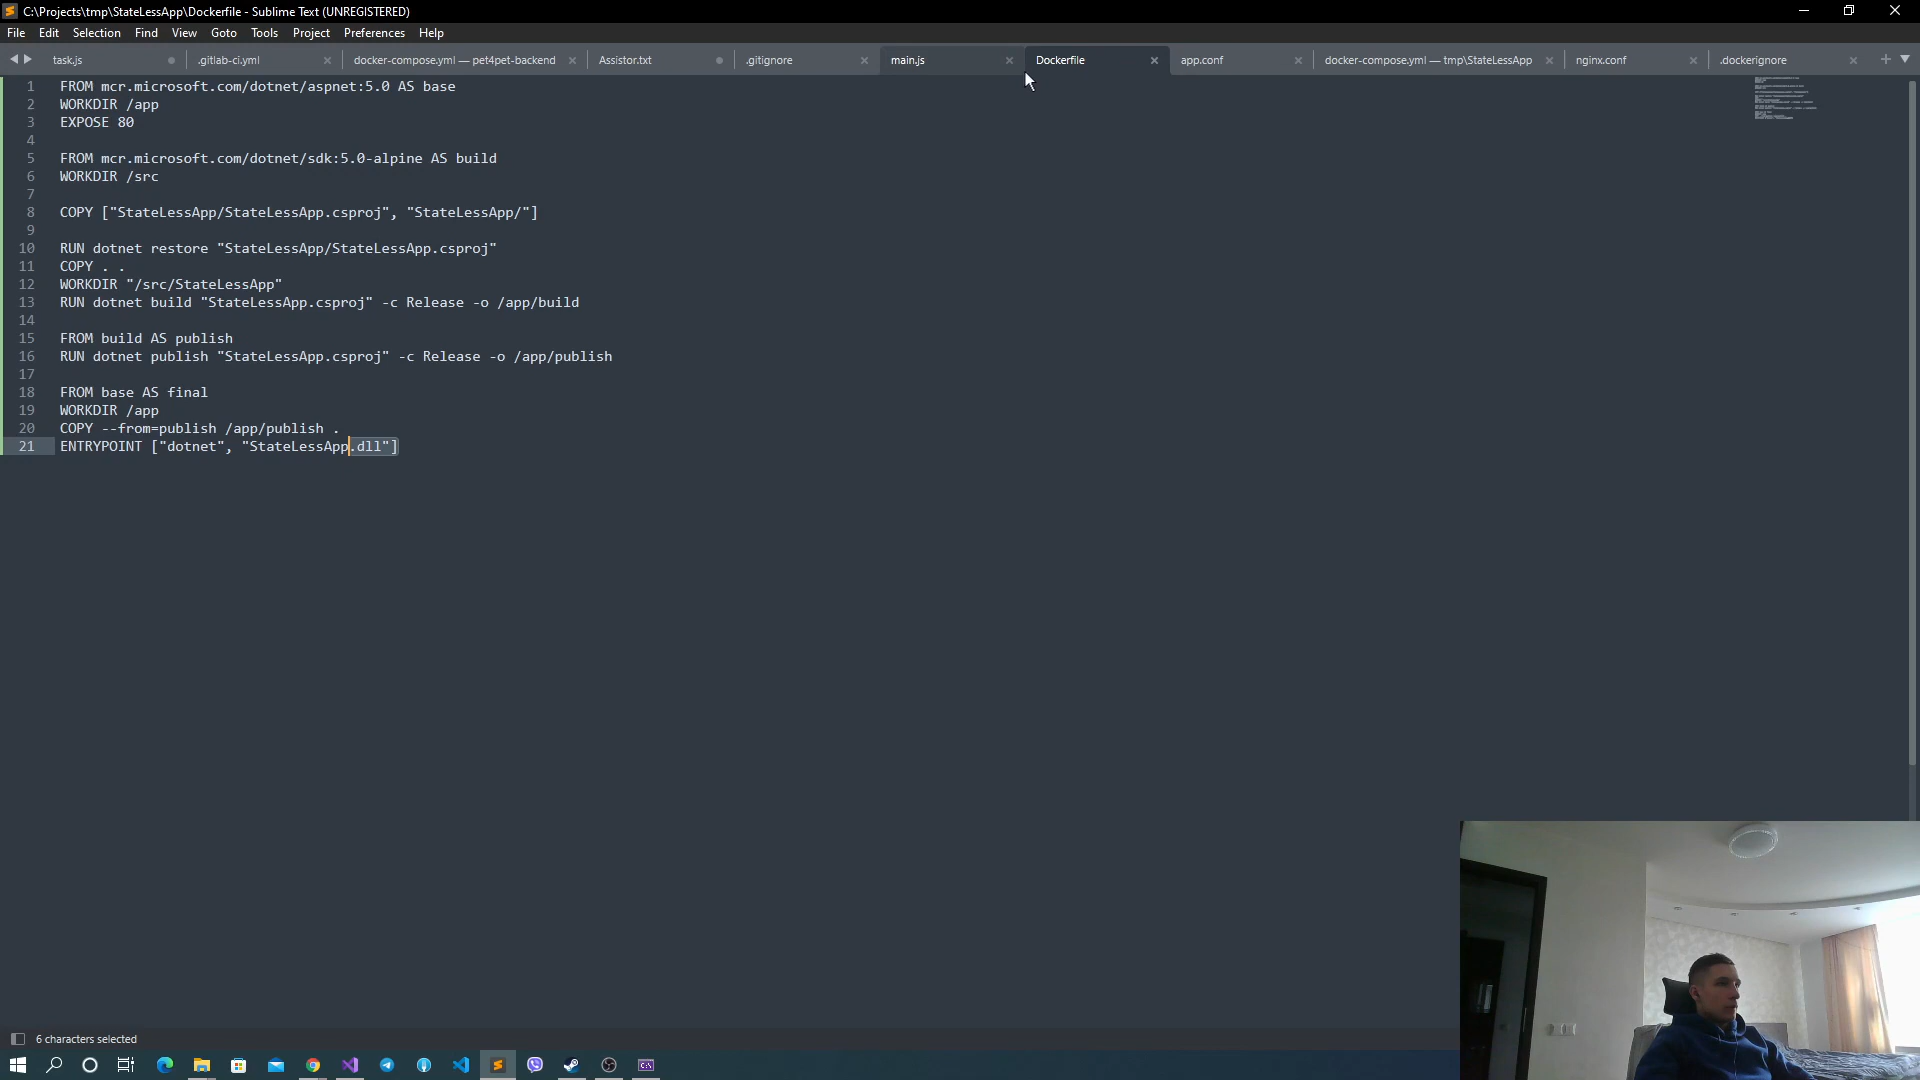 C:\Projects\tmp\StateLessApp\Dockerfile - Sublime Text (UNREGISTERED)
File Edit Selection Find View Goto Tools Project Preferences Help
task.js .gitlab-ci.yml docker-compose.yml — pet4pet-backend Assistor.txt .gitignore main.js Dockerfile app.conf docker-compose.yml — tmp\StateLessApp nginx.conf .dockerignore
1 FROM mcr.microsoft.com/dotnet/aspnet:5.0 AS base
2 WORKDIR /app
3 EXPOSE 80
4
5 FROM mcr.microsoft.com/dotnet/sdk:5.0-alpine AS build
6 WORKDIR /src
7
8 COPY ["StateLessApp/StateLessApp.csproj", "StateLessApp/"]
9
10 RUN dotnet restore "StateLessApp/StateLessApp.csproj"
11 COPY . .
12 WORKDIR "/src/StateLessApp"
13 RUN dotnet build "StateLessApp.csproj" -c Release -o /app/build
14
15 FROM build AS publish
16 RUN dotnet publish "StateLessApp.csproj" -c Release -o /app/publish
17
18 FROM base AS final
19 WORKDIR /app
20 COPY --from=publish /app/publish .
21 ENTRYPOINT ["dotnet", "StateLessApp.dll"]
6 characters selected